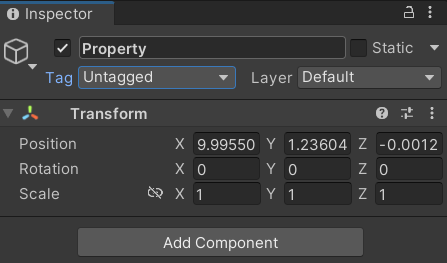 Inspector
Property Static
Tag Untagged Layer Default
Transform
Position X 9.99550 Y 1.23604 Z -0.0012
Rotation X 0 Y 0 Z 0
Scale X 1 Y 1 Z 1
Add Component